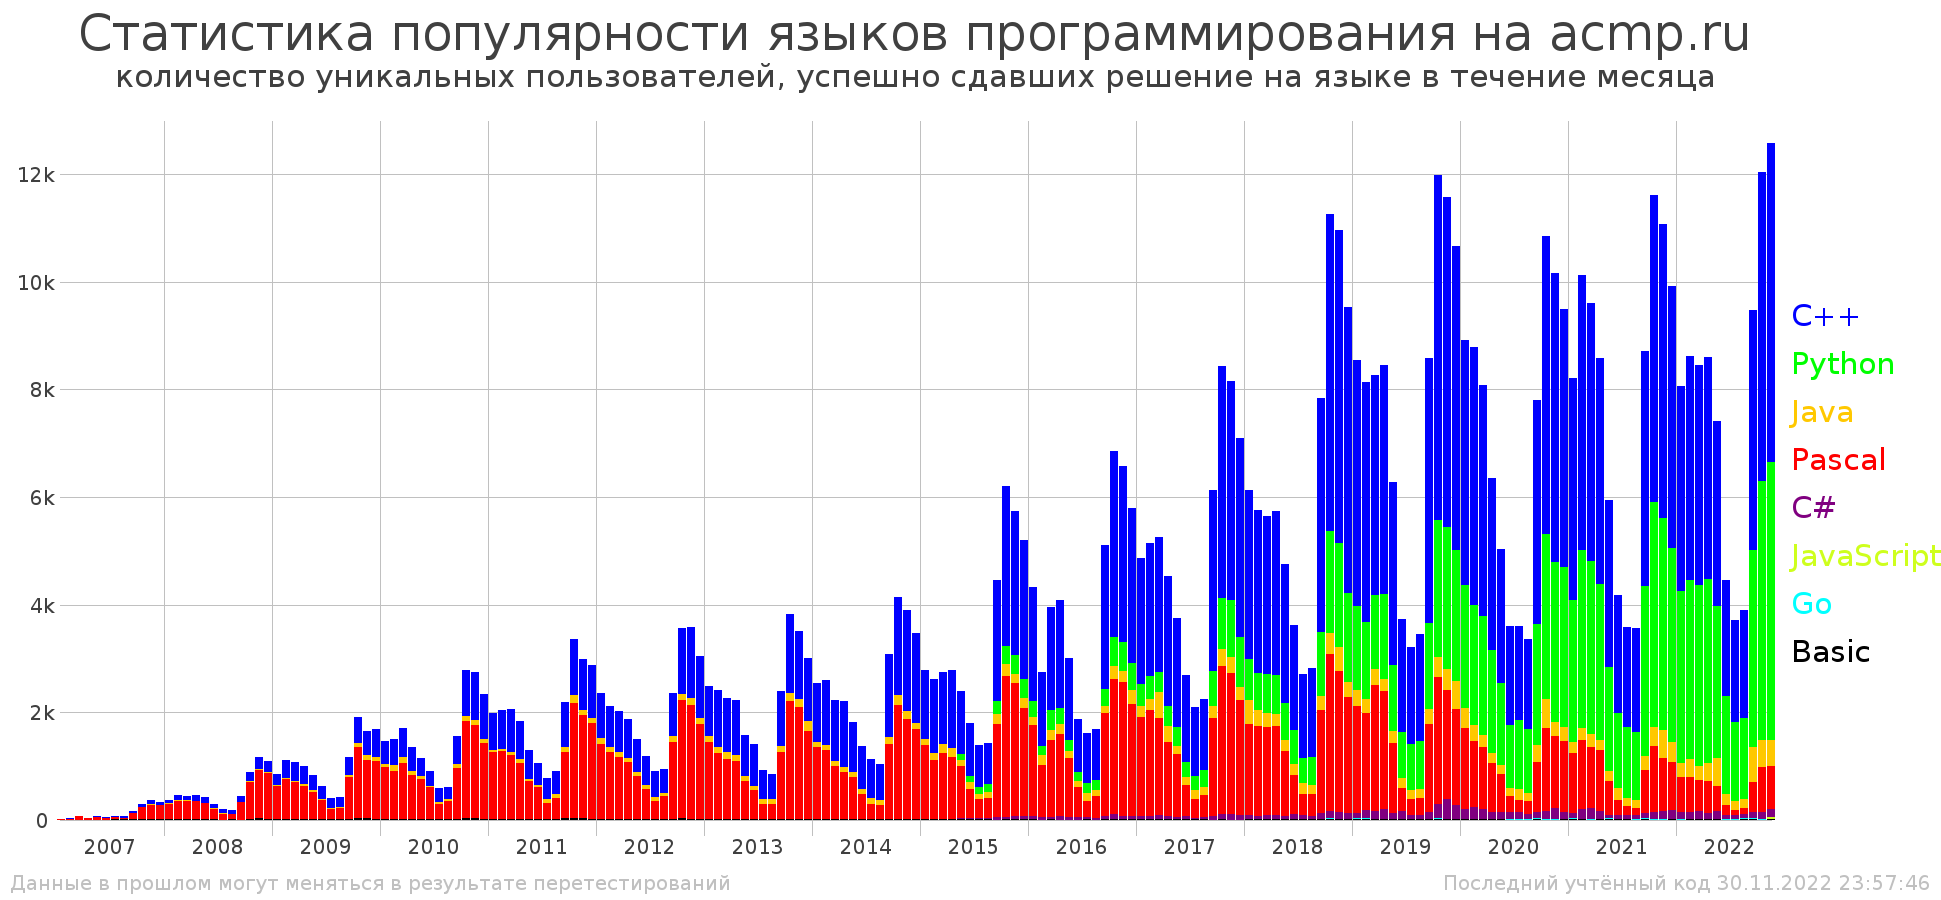 Статистика популярности языков программирования на acmp.ru
количество уникальных пользователей, успешно сдавших решение на языке в течение месяца
12k
10k
8k
6k
4k
2k
0
C++
Python
Java
Pascal
C#
JavaScript
Go
Basic
2007 2008 2009 2010 2011 2012 2013 2014 2015 2016 2017 2018 2019 2020 2021 2022
Данные в прошлом могут меняться в результате перетестирований
Последний учтённый код 30.11.2022 23:57:46